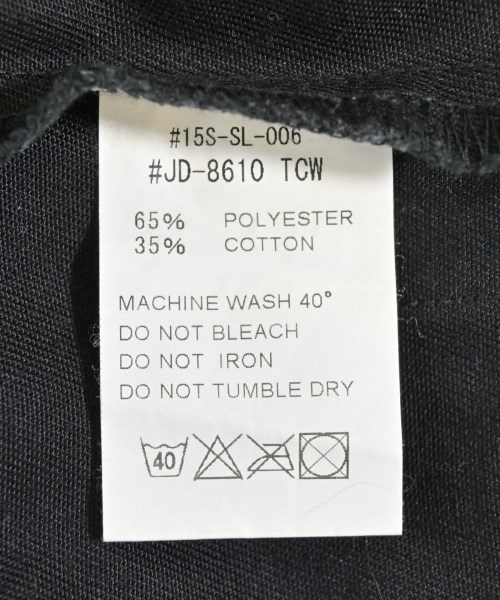 #15S-SL-006
#JD-8610 TCW
65% POLYESTER
35% COTTON
MACHINE WASH 40°
DO NOT BLEACH
DO NOT IRON
DO NOT TUMBLE DRY
40